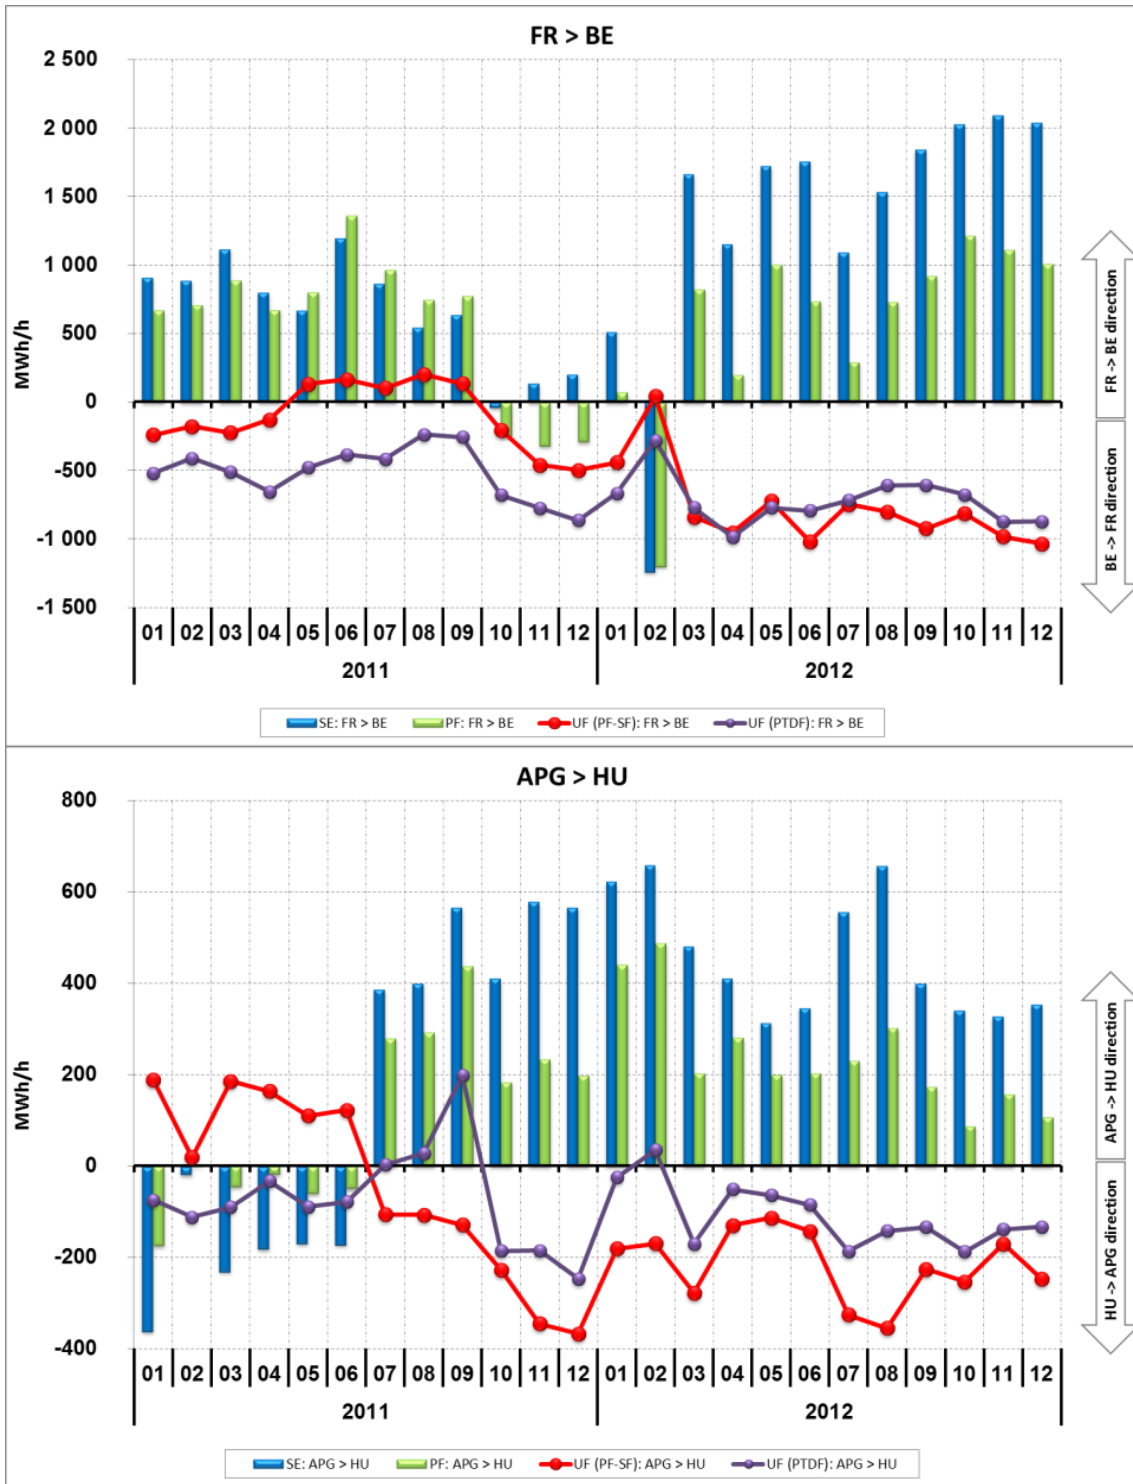 FR > BE
2 500
2 000
1 500
1 000
500
0
-500
-1 000
-1 500
MWh/h
FR -> BE direction
BE -> FR direction
01 02 03 04 05 06 07 08 09 10 11 12 01 02 03 04 05 06 07 08 09 10 11 12
2011 2012
SE: FR > BE PF: FR > BE UF (PF-SF): FR > BE UF (PTDF): FR > BE
APG > HU
800
600
400
200
0
-200
-400
MWh/h
APG -> HU direction
HU -> APG direction
01 02 03 04 05 06 07 08 09 10 11 12 01 02 03 04 05 06 07 08 09 10 11 12
2011 2012
SE: APG > HU PF: APG > HU UF (PF-SF): APG > HU UF (PTDF): APG > HU